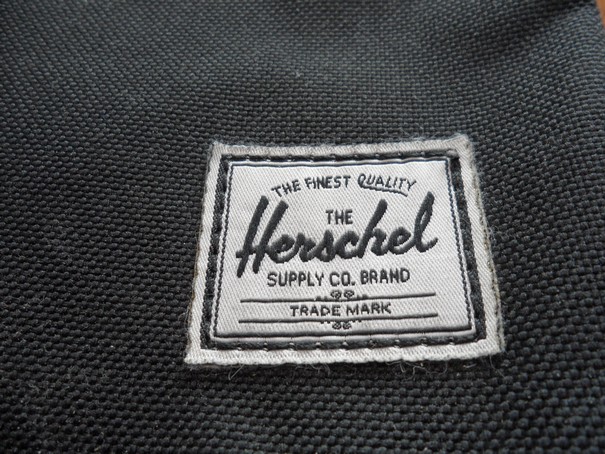 THE FINEST QUALITY
THE
Herschel
SUPPLY CO. BRAND
TRADE MARK